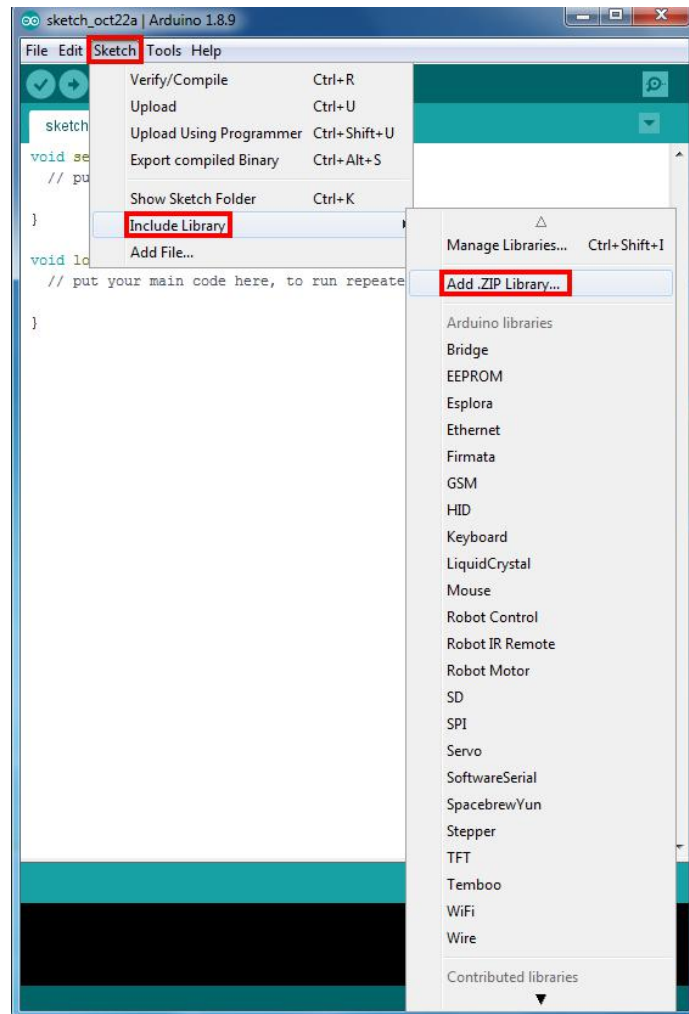 sketch_oct22a | Arduino 1.8.9
File Edit Sketch Tools Help
Verify/Compile Ctrl+R
Upload Ctrl+U
Upload Using Programmer Ctrl+Shift+U
Export compiled Binary Ctrl+Alt+S
Show Sketch Folder Ctrl+K
Include Library
Add File...
sketch
void se
// pu
}
void lo
// put your main code here, to run repeate
}
Manage Libraries... Ctrl+Shift+I
Add .ZIP Library...
Arduino libraries
Bridge
EEPROM
Esplora
Ethernet
Firmata
GSM
HID
Keyboard
LiquidCrystal
Mouse
Robot Control
Robot IR Remote
Robot Motor
SD
SPI
Servo
SoftwareSerial
SpacebrewYun
Stepper
TFT
Temboo
WiFi
Wire
Contributed libraries